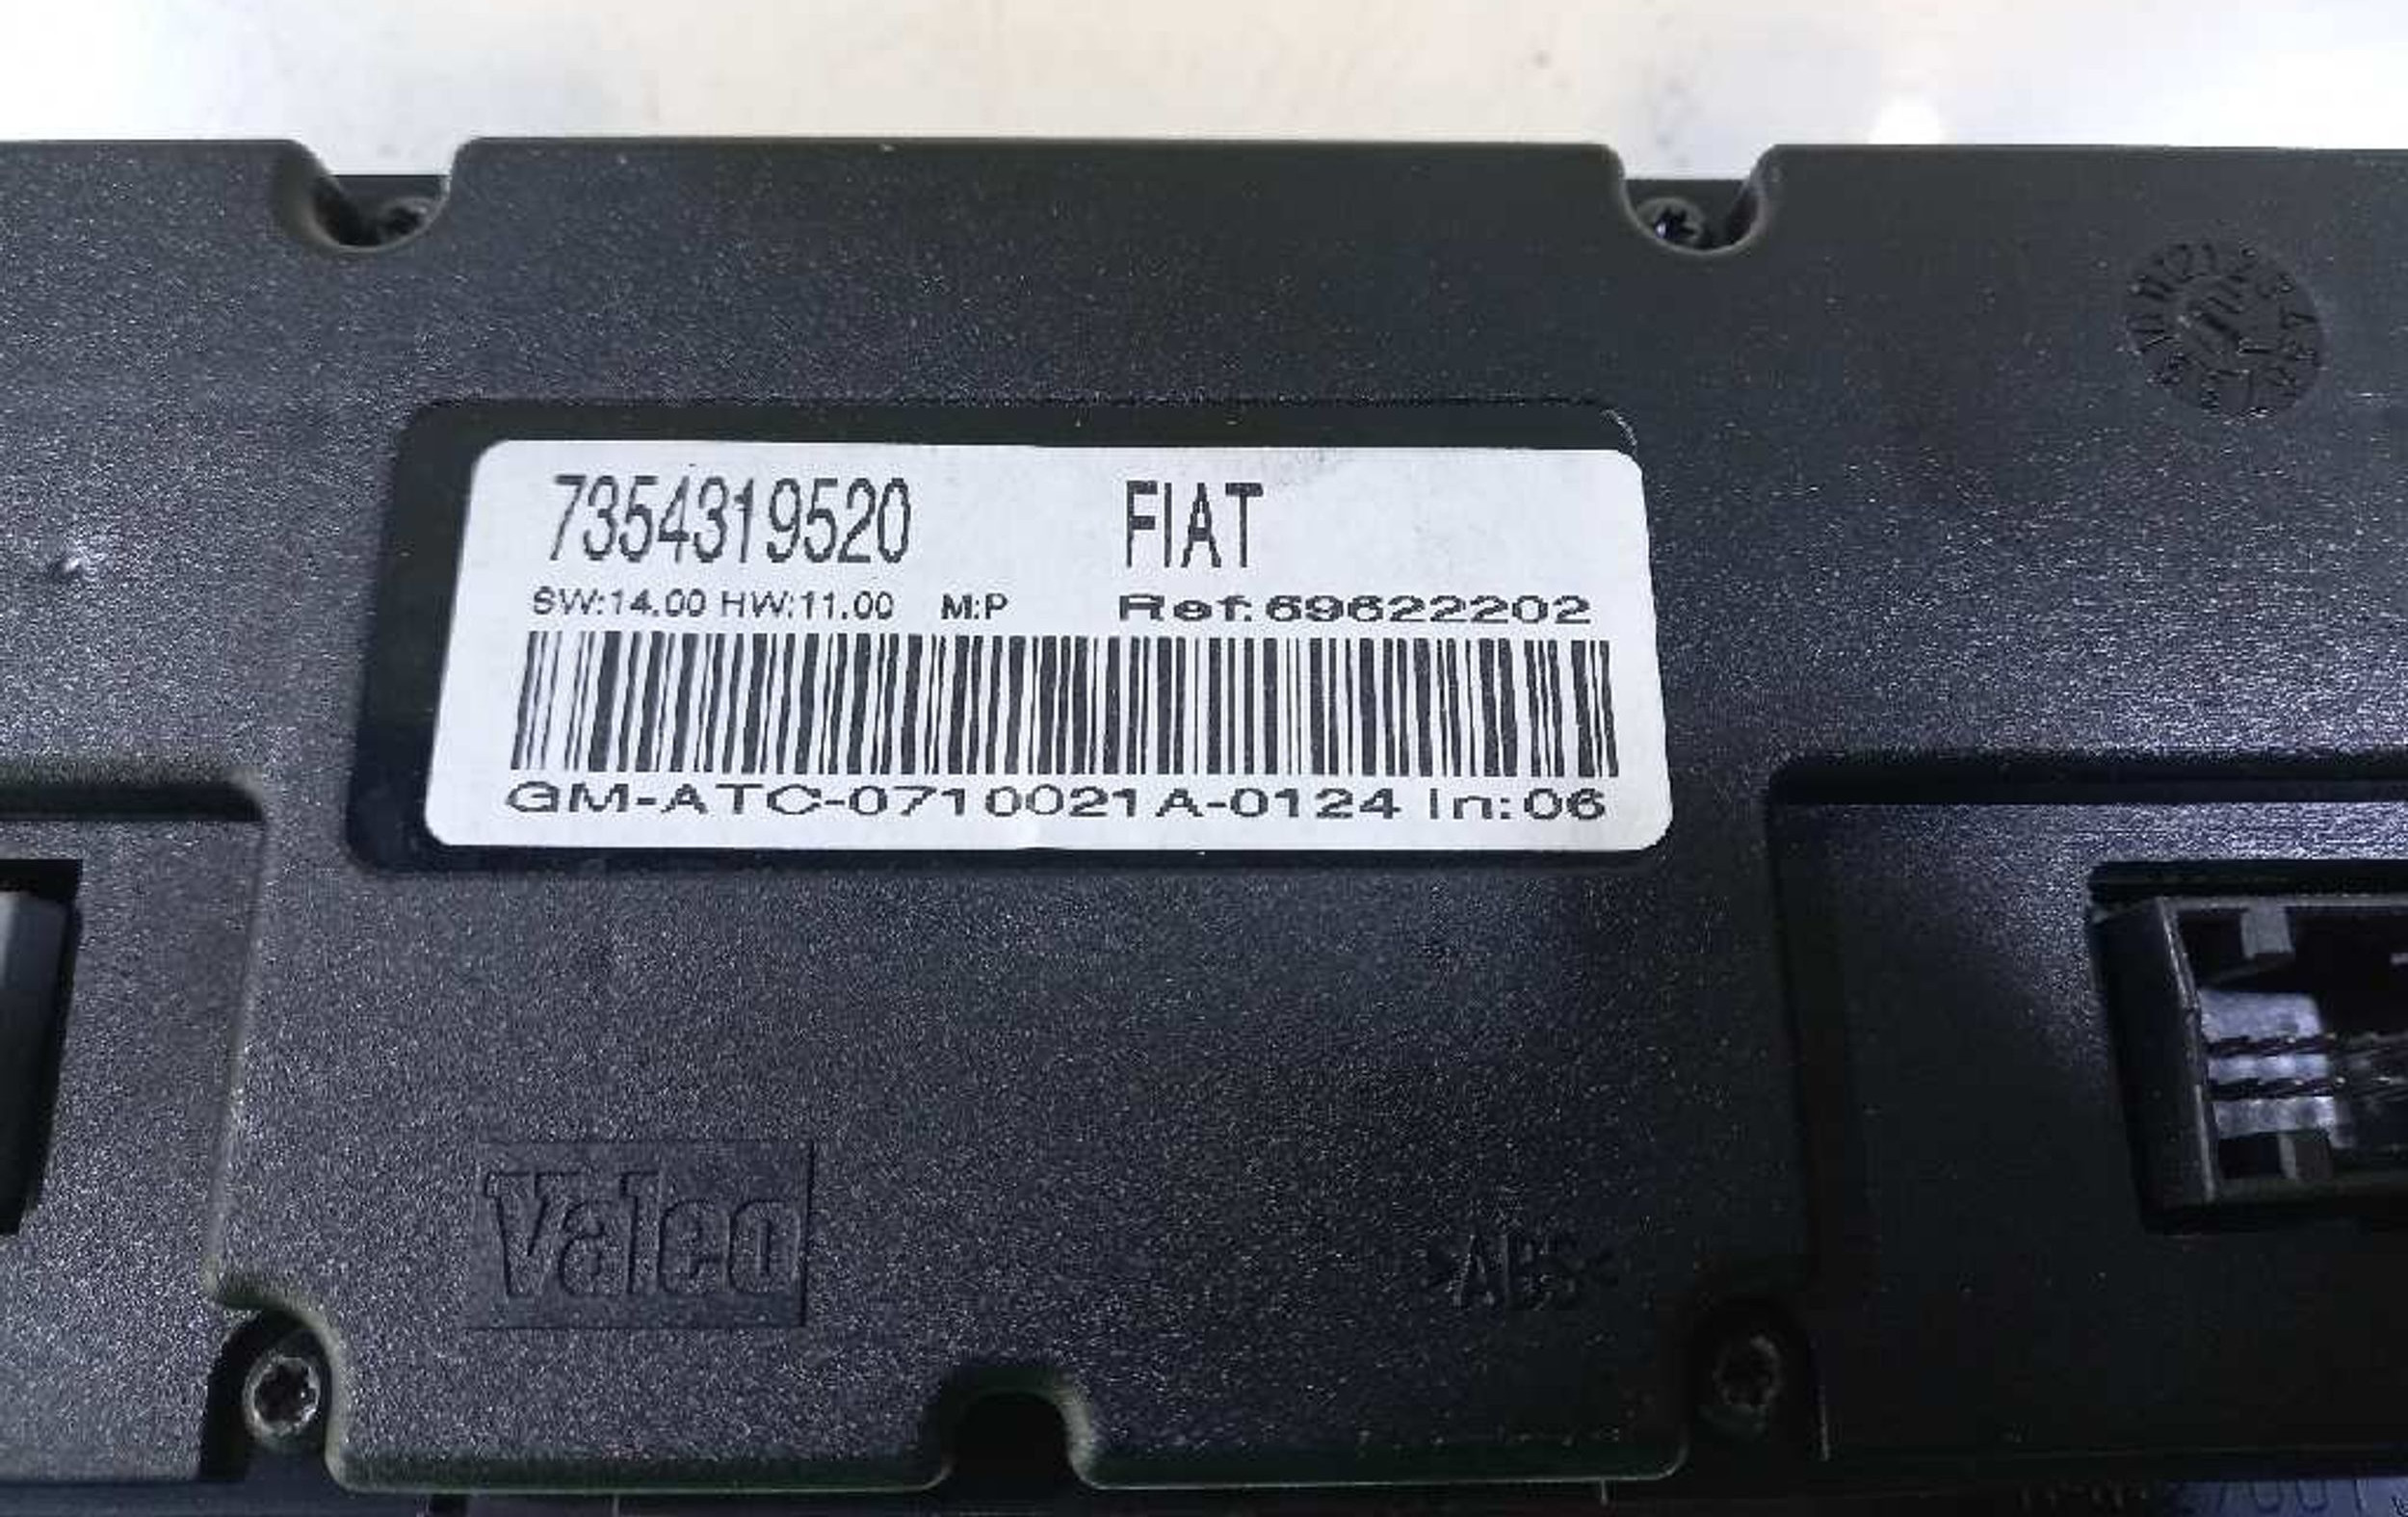 7354319520 FIAT
SW:14.00 HW:11.00 M:P Ref:69622202
GM-ATC-0710021A-0124 In:06
Valeo
>ABS<